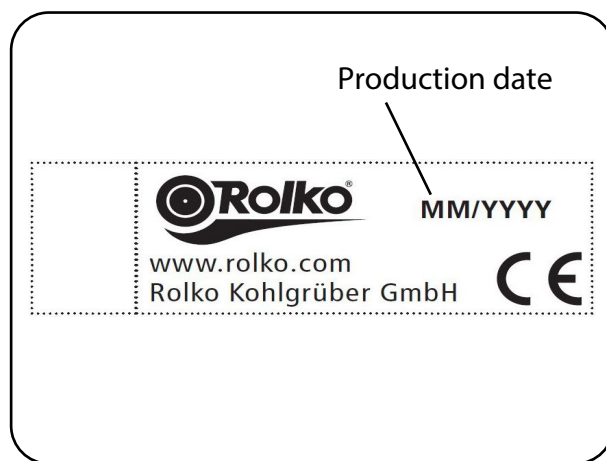 Production date
Rolko®
MM/YYYY
www.rolko.com
Rolko Kohlgrüber GmbH
CE